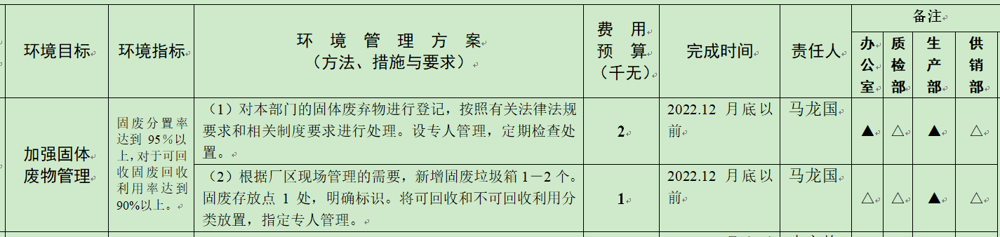 备注
环境目标
环境指标
环 境 管 理 方 案
（方法、措施与要求）
费 用
预 算
（千无）
完成时间
责任人
办
公
室
质
检
部
生
产
部
供
销
部
加强固体
废物管理
固废分置率
达到 95％以
上，对于可回
收固废回收
利用率达到
90%以上。
（1）对本部门的固体废弃物进行登记，按照有关法律法规
要求和相关制度要求进行处理。设专人管理，定期检查处
置。
2
2022.12 月底以
前
马龙国
▲
△
▲
△
（2）根据厂区现场管理的需要，新增固废垃圾箱 1－2 个。
固废存放点 1 处，明确标识。将可回收和不可回收利用分
类放置，指定专人管理。
1
2022.12 月底以
前
马龙国
△
△
▲
△